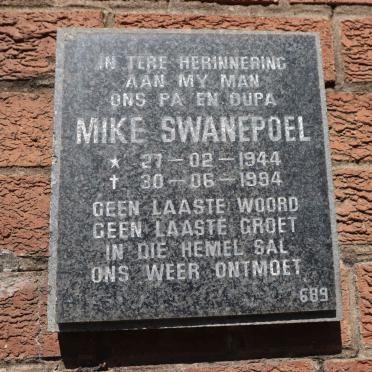 IN TERE HERINNERING
AAN MY MAN
ONS PA EN OUPA
MIKE SWANEPOEL
★ 27-02-1944
✝ 30-06-1994
GEEN LAASTE WOORD
GEEN LAASTE GROET
IN DIE HEMEL SAL
ONS WEER ONTMOET
689